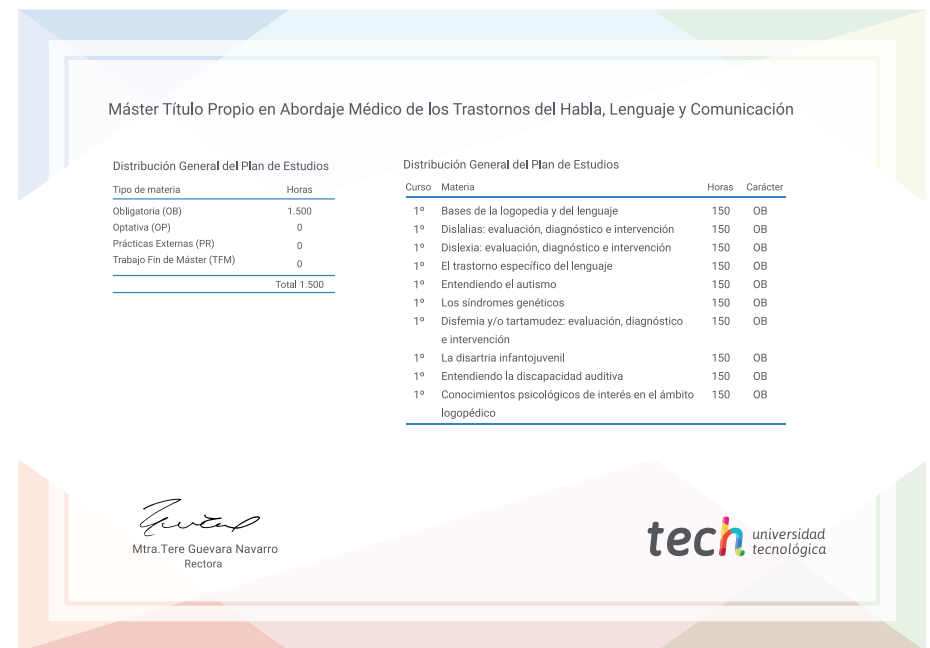 Máster Título Propio en Abordaje Médico de los Trastornos del Habla, Lenguaje y Comunicación
Distribución General del Plan de Estudios
Tipo de materia Horas
Obligatoria (OB) 1.500
Optativa (OP) 0
Prácticas Externas (PR) 0
Trabajo Fin de Máster (TFM) 0
Total 1.500
Distribución General del Plan de Estudios
Curso Materia Horas Carácter
1º Bases de la logopedia y del lenguaje 150 OB
1º Dislalias: evaluación, diagnóstico e intervención 150 OB
1º Dislexia: evaluación, diagnóstico e intervención 150 OB
1º El trastorno específico del lenguaje 150 OB
1º Entendiendo el autismo 150 OB
1º Los síndromes genéticos 150 OB
1º Disfemia y/o tartamudez: evaluación, diagnóstico 150 OB
e intervención
1º La disartria infantojuvenil 150 OB
1º Entendiendo la discapacidad auditiva 150 OB
1º Conocimientos psicológicos de interés en el ámbito 150 OB
logopédico
Mtra.Tere Guevara Navarro
Rectora
tech universidad
tecnológica